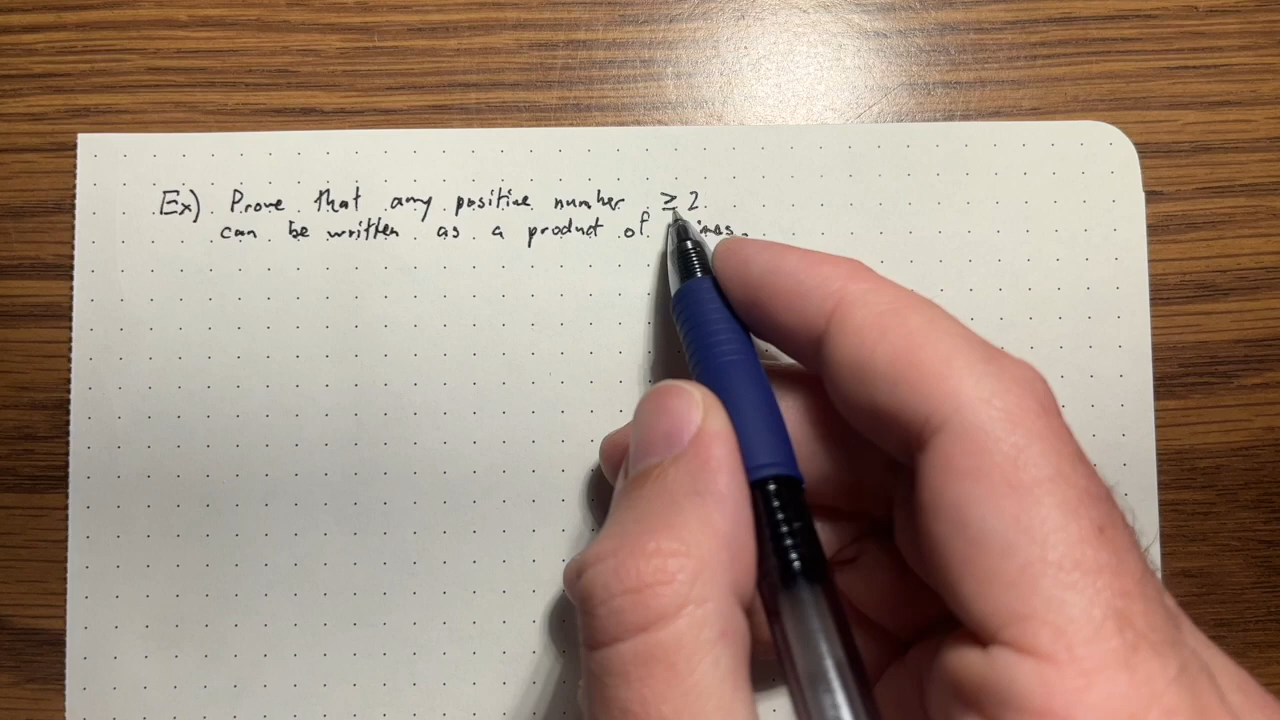 Ex) Prove that any positive number ≥ 2
can be written as a product of